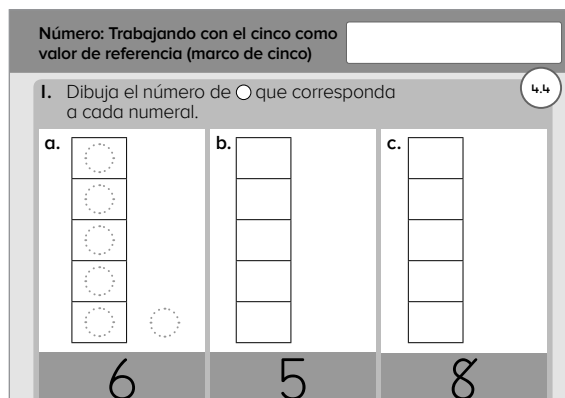 Número: Trabajando con el cinco como
valor de referencia (marco de cinco)
4.4
1. Dibuja el número de que corresponda
a cada numeral.
a. b. c.
6 5 8